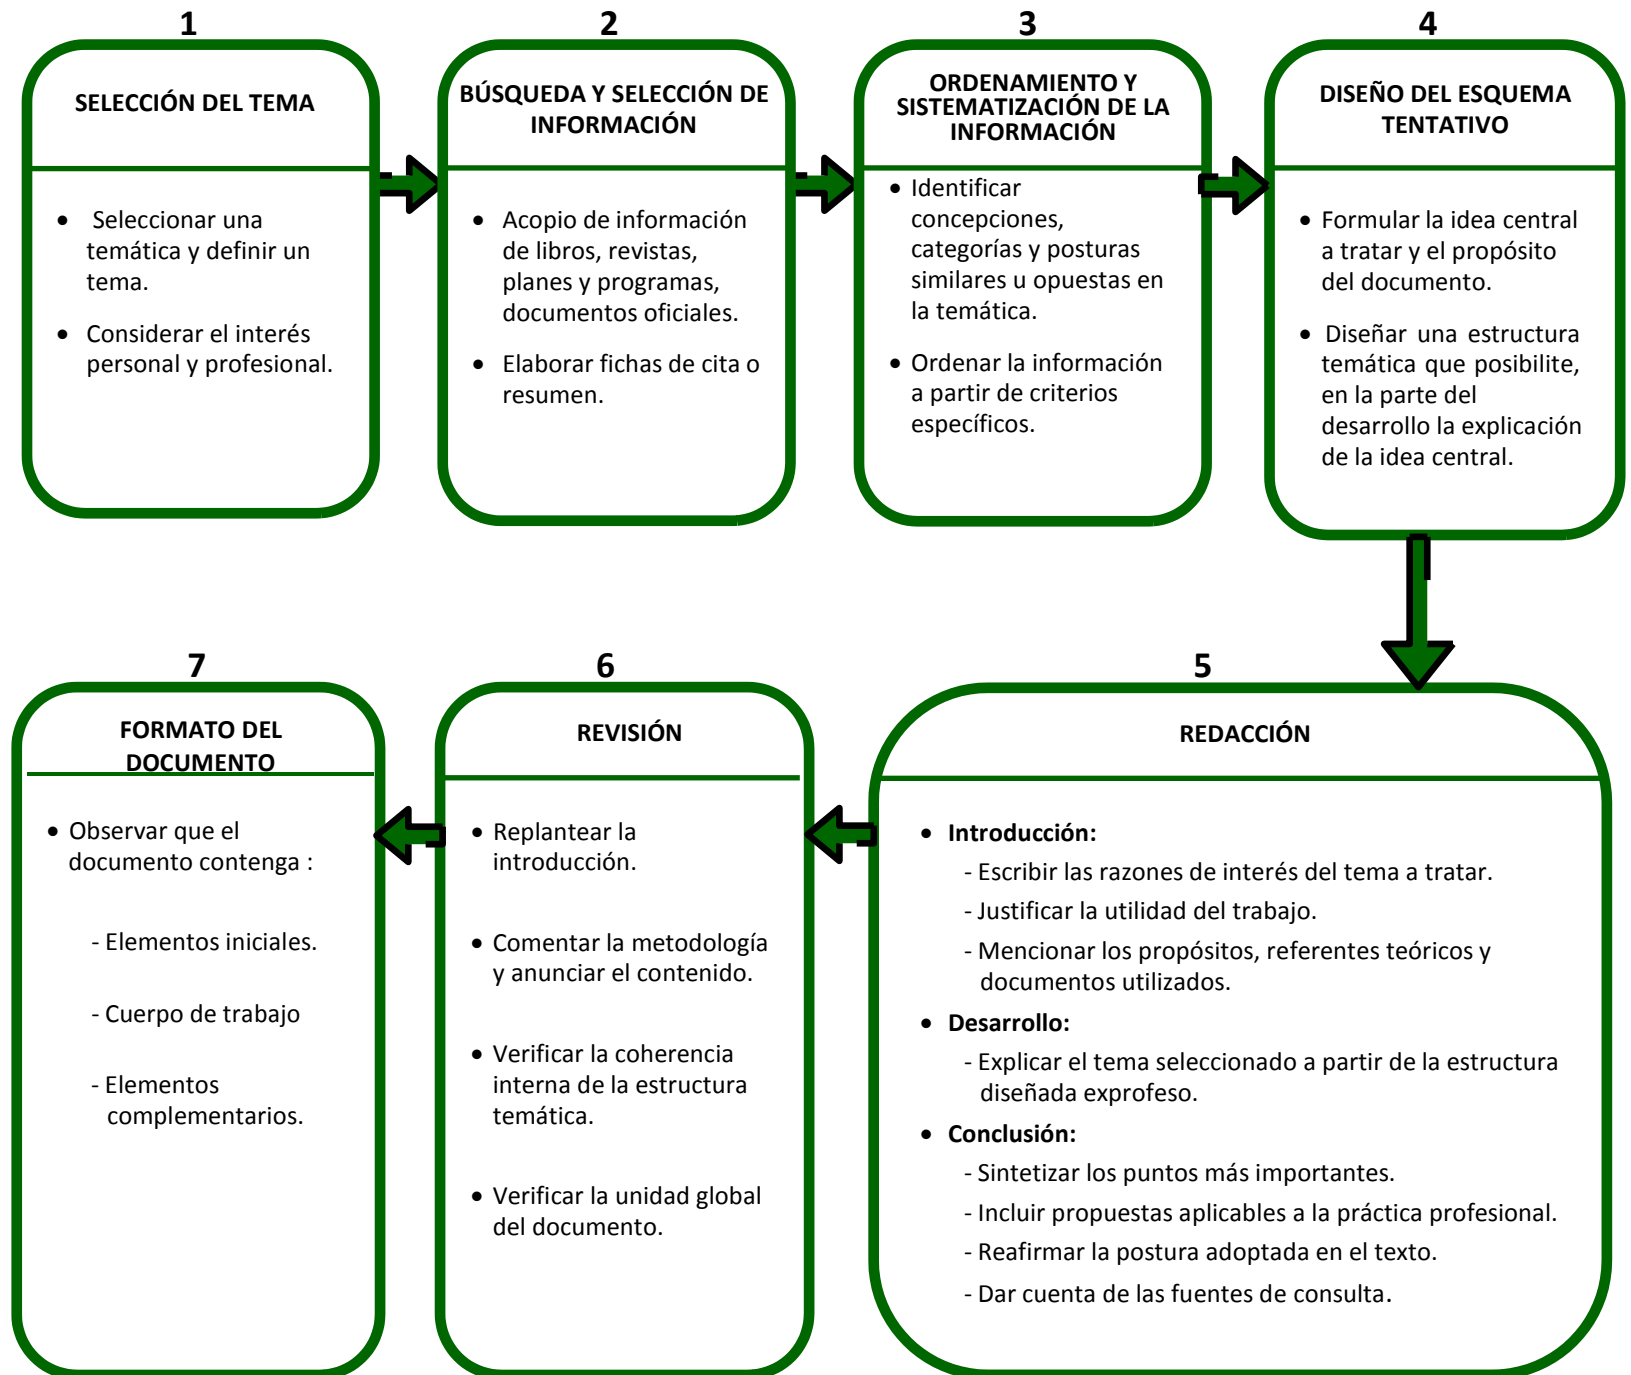 1
SELECCIÓN DEL TEMA
• Seleccionar una
temática y definir un
tema.
• Considerar el interés
personal y profesional.
2
BÚSQUEDA Y SELECCIÓN DE
INFORMACIÓN
• Acopio de información
de libros, revistas,
planes y programas,
documentos oficiales.
• Elaborar fichas de cita o
resumen.
3
ORDENAMIENTO Y
SISTEMATIZACIÓN DE LA
INFORMACIÓN
• Identificar
concepciones,
categorías y posturas
similares u opuestas en
la temática.
• Ordenar la información
a partir de criterios
específicos.
4
DISEÑO DEL ESQUEMA
TENTATIVO
• Formular la idea central
a tratar y el propósito
del documento.
• Diseñar una estructura
temática que posibilite,
en la parte del
desarrollo la explicación
de la idea central.
5
REDACCIÓN
• Introducción:
- Escribir las razones de interés del tema a tratar.
- Justificar la utilidad del trabajo.
- Mencionar los propósitos, referentes teóricos y
documentos utilizados.
• Desarrollo:
- Explicar el tema seleccionado a partir de la estructura
diseñada exprofeso.
• Conclusión:
- Sintetizar los puntos más importantes.
- Incluir propuestas aplicables a la práctica profesional.
- Reafirmar la postura adoptada en el texto.
- Dar cuenta de las fuentes de consulta.
6
REVISIÓN
• Replantear la
introducción.
• Comentar la metodología
y anunciar el contenido.
• Verificar la coherencia
interna de la estructura
temática.
• Verificar la unidad global
del documento.
7
FORMATO DEL
DOCUMENTO
• Observar que el
documento contenga :
- Elementos iniciales.
- Cuerpo de trabajo
- Elementos
complementarios.